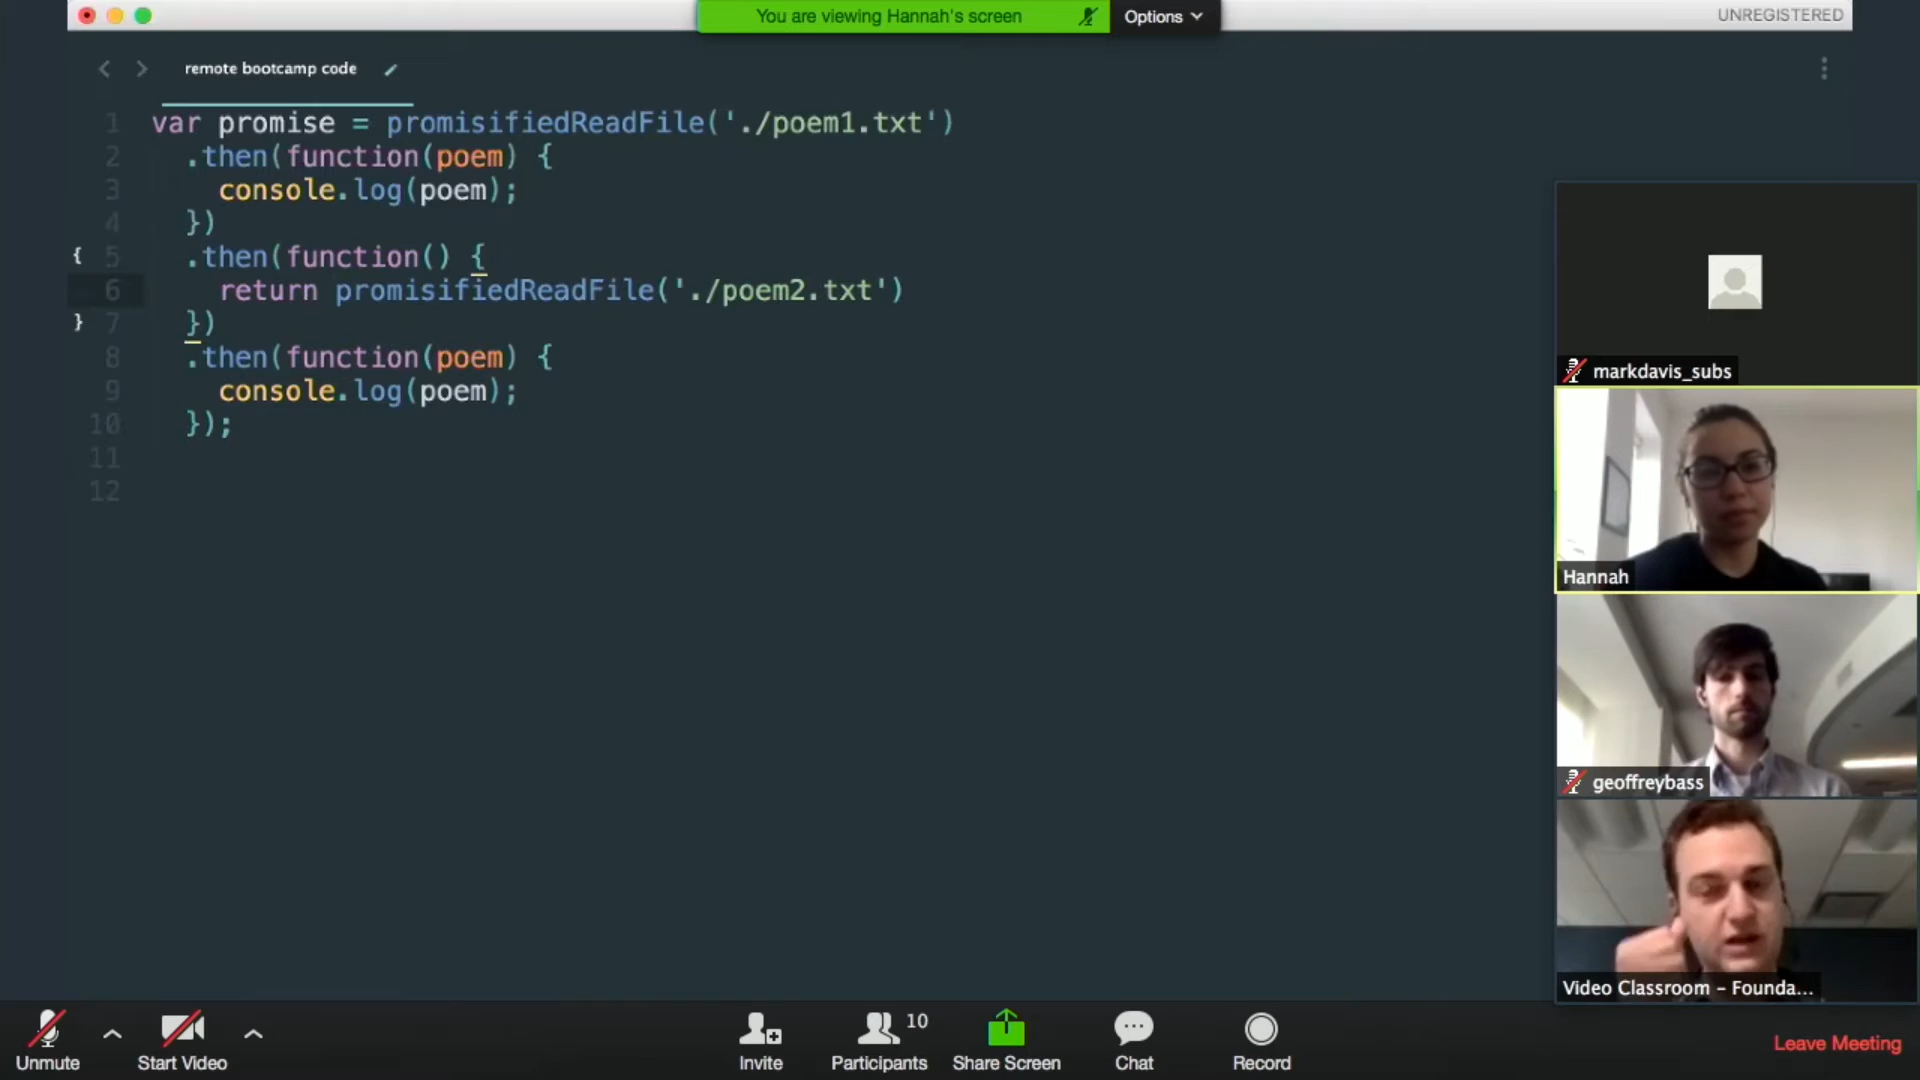 You are viewing Hannah's screen
Options
UNREGISTERED
remote bootcamp code
1 var promise = promisifiedReadFile('./poem1.txt')
2 .then(function(poem) {
3 console.log(poem);
4 })
{ 5 .then(function() {
6 return promisifiedReadFile('./poem2.txt')
} 7 })
8 .then(function(poem) {
9 console.log(poem);
10 });
11
12
markdavis_subs
Hannah
geoffreybass
Video Classroom - Founda...
Unmute
Start Video
Invite
10
Participants
Share Screen
Chat
Record
Leave Meeting